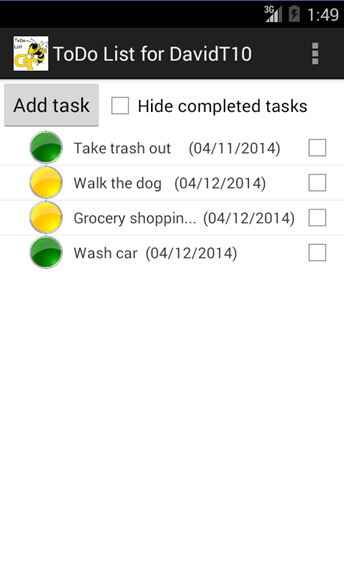 3G 1:49
ToDo List GT ToDo List for DavidT10
Add task Hide completed tasks
Take trash out (04/11/2014)
Walk the dog (04/12/2014)
Grocery shoppin... (04/12/2014)
Wash car (04/12/2014)